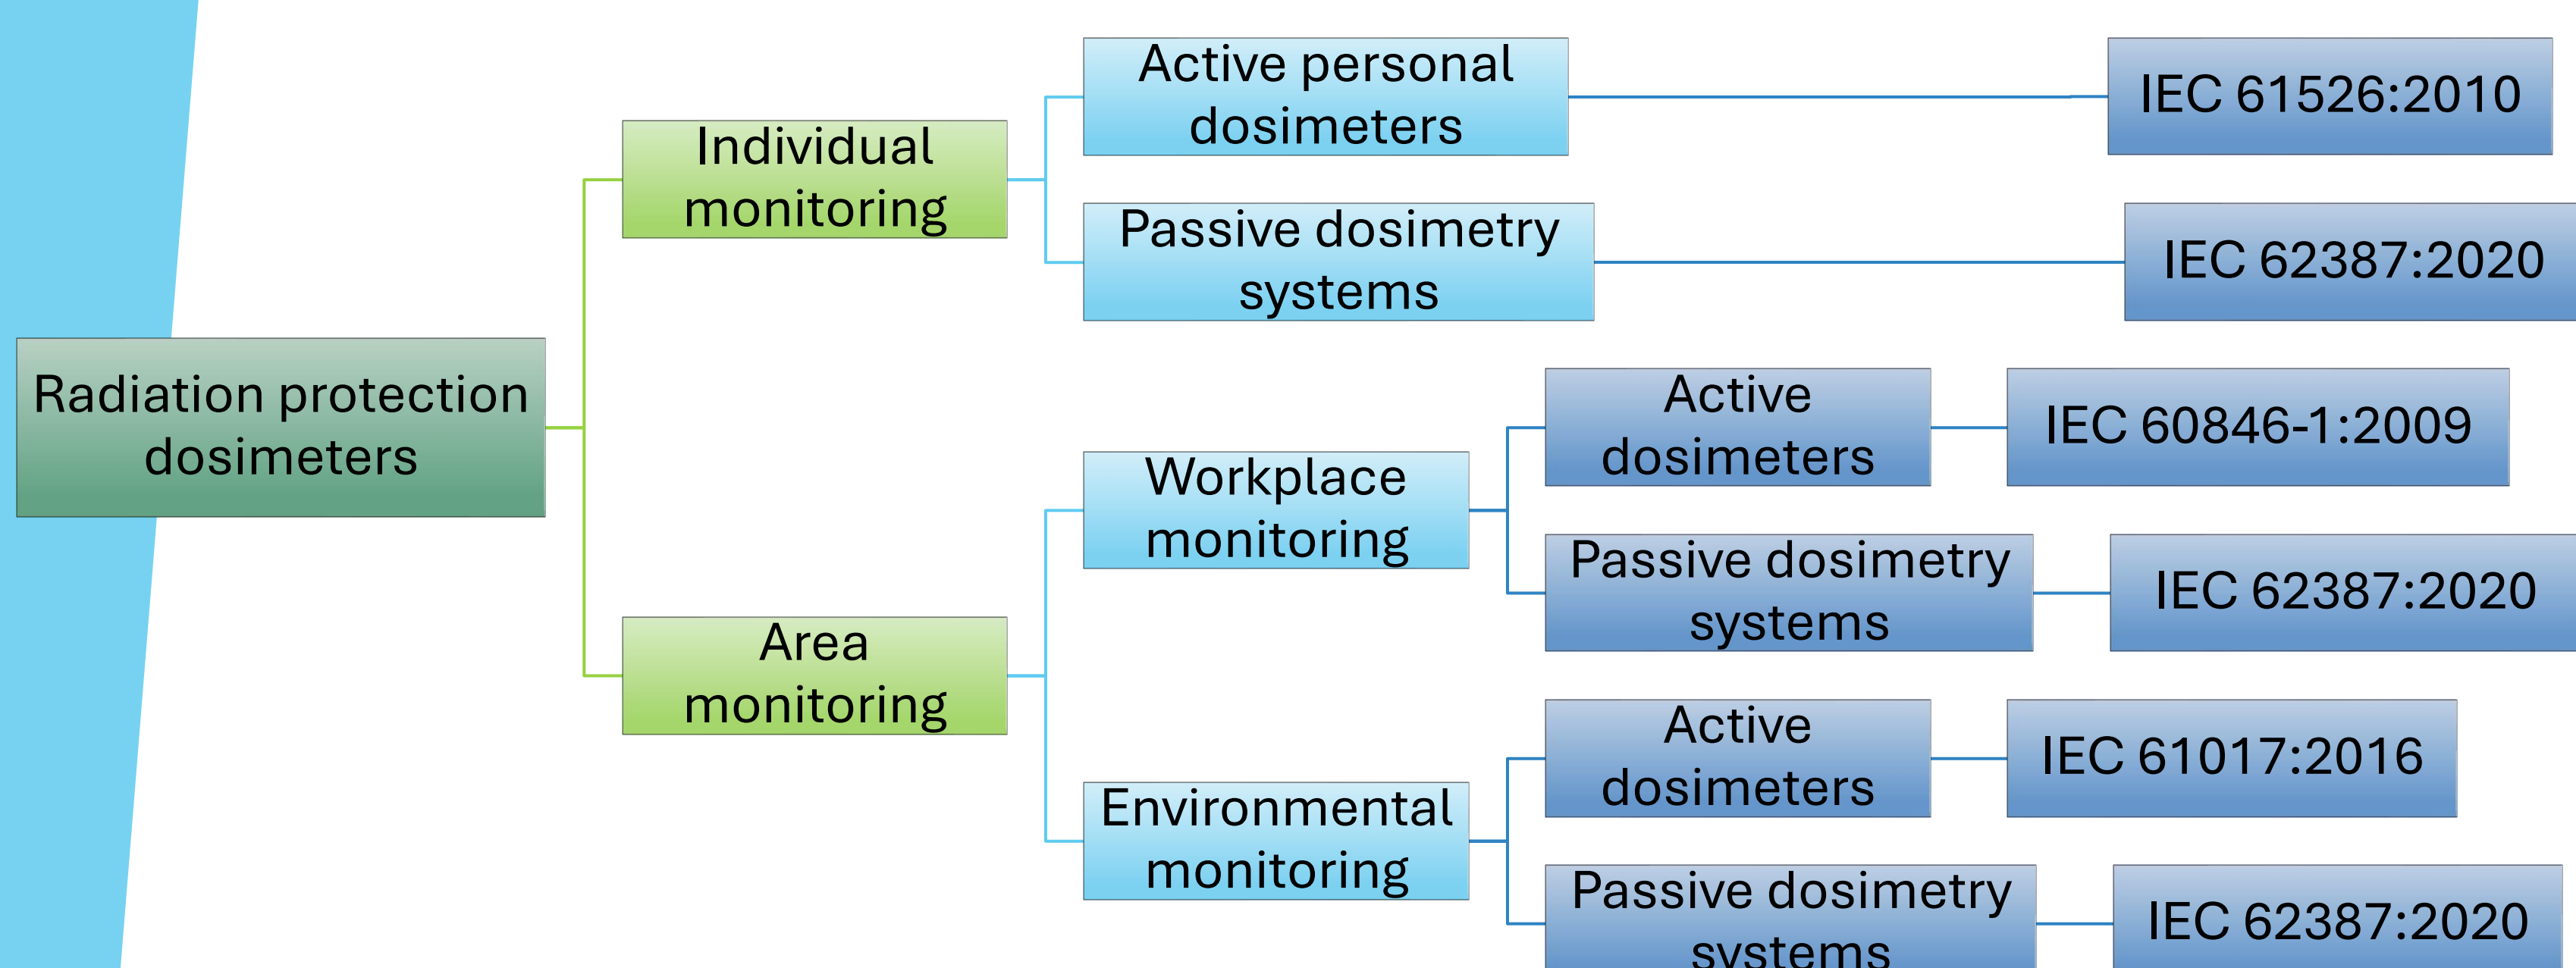 Radiation protection
dosimeters
Individual
monitoring
Active personal
dosimeters
IEC 61526:2010
Passive dosimetry
systems
IEC 62387:2020
Area
monitoring
Workplace
monitoring
Active
dosimeters
IEC 60846-1:2009
Passive dosimetry
systems
IEC 62387:2020
Environmental
monitoring
Active
dosimeters
IEC 61017:2016
Passive dosimetry
systems
IEC 62387:2020